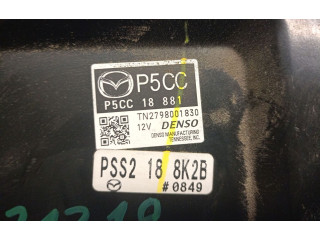 P5CC
P5CC 18 881
TN2798001830
12V DENSO
DENSO MANUFACTURING
TENNESSEE, INC.
PSS2 18 8K2B
#0849